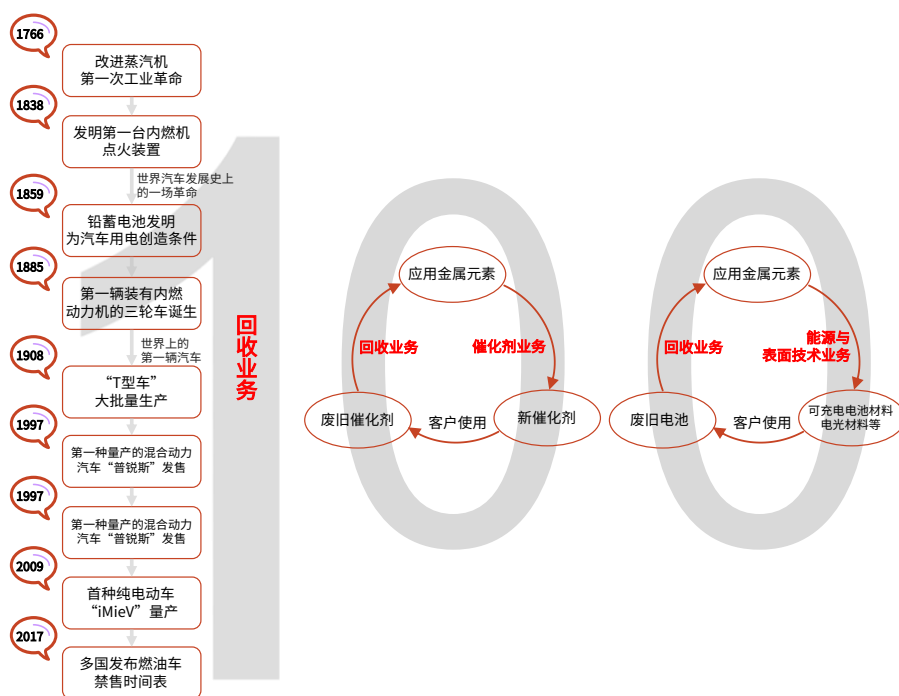 1766
改进蒸汽机
第一次工业革命
1838
发明第一台内燃机
点火装置
世界汽车发展史上
的一场革命
1859
铅蓄电池发明
为汽车用电创造条件
1885
第一辆装有内燃
动力机的三轮车诞生
世界上的
第一辆汽车
1908
“T型车”
大批量生产
1997
第一种量产的混合动力
汽车“普锐斯”发售
1997
第一种量产的混合动力
汽车“普锐斯”发售
2009
首种纯电动车
“iMieV”量产
2017
多国发布燃油车
禁售时间表
1
回收业务
0
应用金属元素
回收业务
催化剂业务
废旧催化剂
客户使用
新催化剂
0
应用金属元素
回收业务
能源与
表面技术业务
废旧电池
客户使用
可充电电池材料
电光材料等